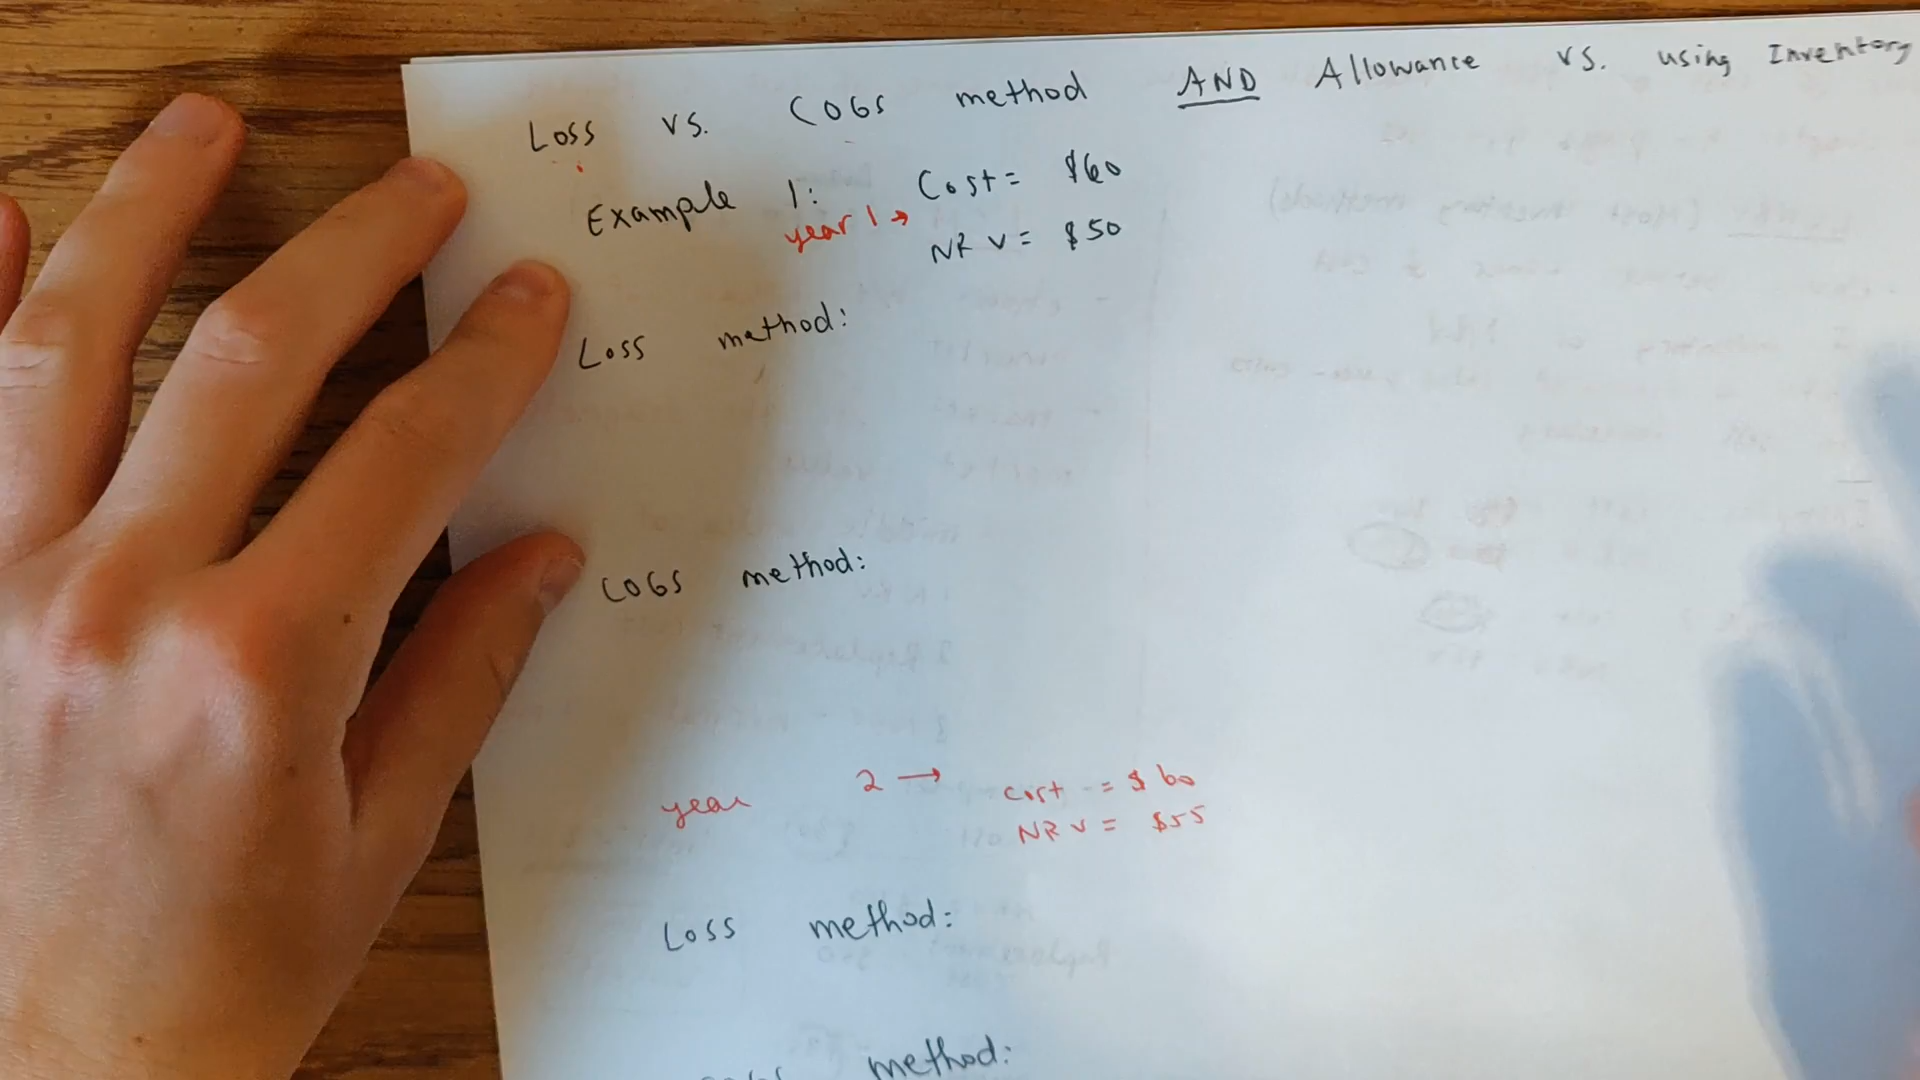 Loss vs. COGS method AND Allowance vs. using Inventory
Example 1: Cost = $60
year 1 → NRV = $50
Loss method:
COGS method:
year 2 → cost = $60
NRV = $55
Loss method:
COGS method: